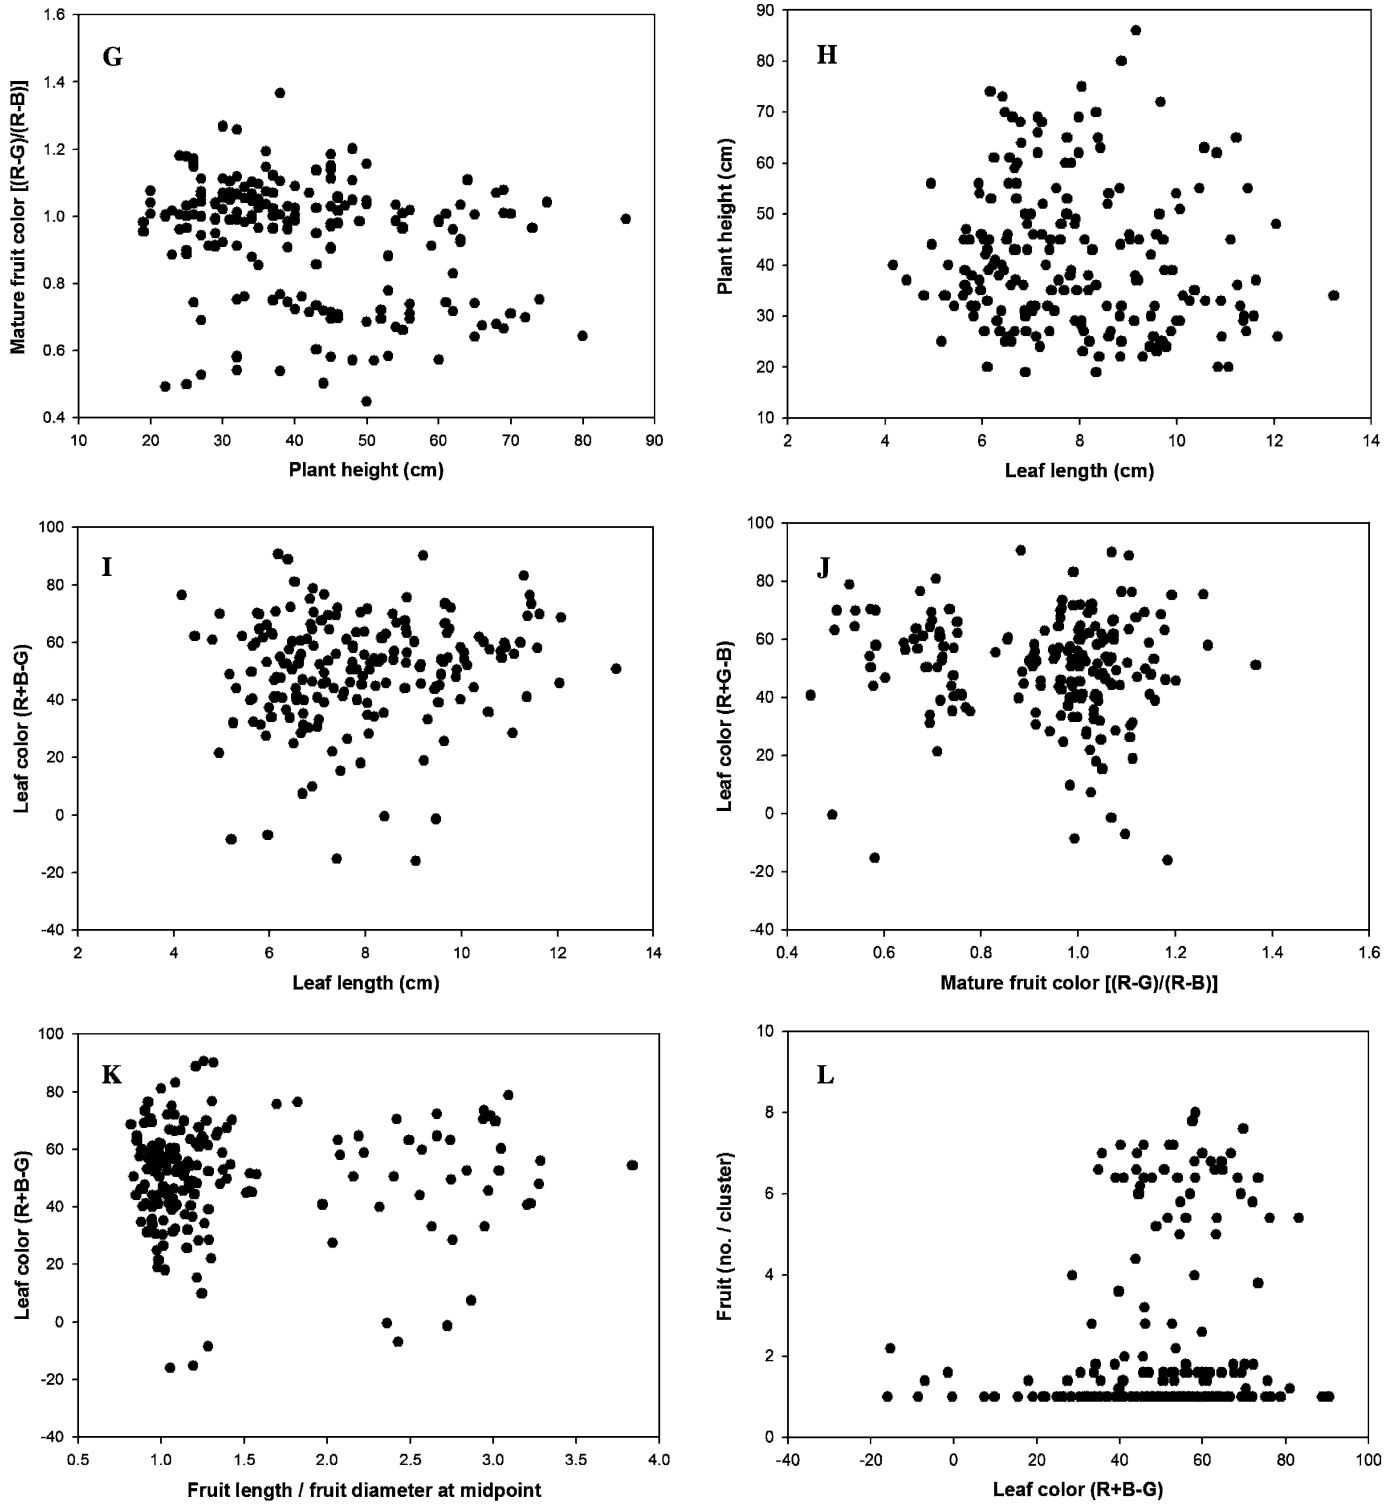 G
1.6
1.4
1.2
1.0
0.8
0.6
0.4
Mature fruit color [(R-G)/(R-B)]
10 20 30 40 50 60 70 80 90
Plant height (cm)
H
90
80
70
60
50
40
30
20
10
Plant height (cm)
2 4 6 8 10 12 14
Leaf length (cm)
I
100
80
60
40
20
0
-20
-40
Leaf color (R+B-G)
2 4 6 8 10 12 14
Leaf length (cm)
J
100
80
60
40
20
0
-20
-40
Leaf color (R+G-B)
0.4 0.6 0.8 1.0 1.2 1.4 1.6
Mature fruit color [(R-G)/(R-B)]
K
100
80
60
40
20
0
-20
-40
Leaf color (R+B-G)
0.5 1.0 1.5 2.0 2.5 3.0 3.5 4.0
Fruit length / fruit diameter at midpoint
L
10
8
6
4
2
0
Fruit (no. / cluster)
-40 -20 0 20 40 60 80 100
Leaf color (R+B-G)